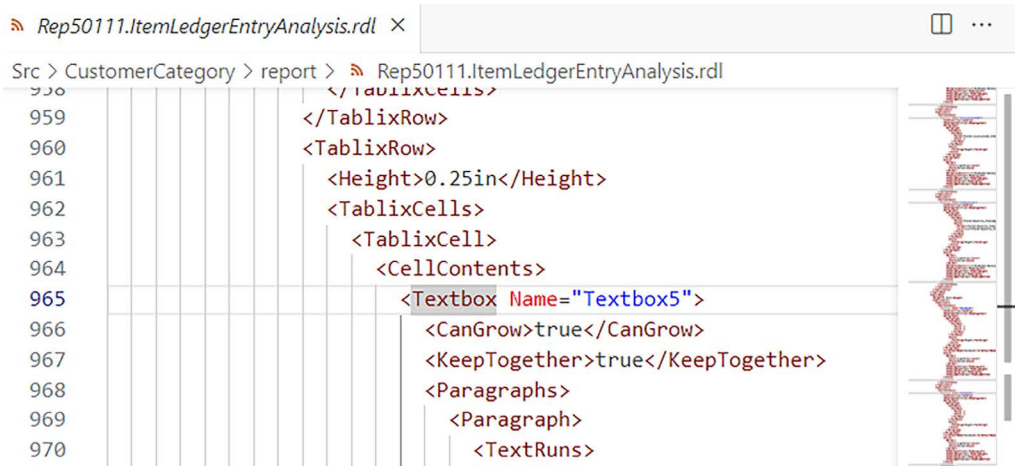 Rep50111.ItemLedgerEntryAnalysis.rdl ×
Src > CustomerCategory > report > Rep50111.ItemLedgerEntryAnalysis.rdl
958 </TablixCells>
959 </TablixRow>
960 <TablixRow>
961 <Height>0.25in</Height>
962 <TablixCells>
963 <TablixCell>
964 <CellContents>
965 <Textbox Name="Textbox5">
966 <CanGrow>true</CanGrow>
967 <KeepTogether>true</KeepTogether>
968 <Paragraphs>
969 <Paragraph>
970 <TextRuns>